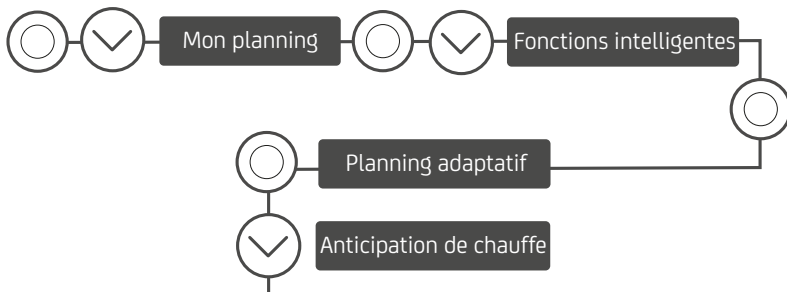 Mon planning
Fonctions intelligentes
Planning adaptatif
Anticipation de chauffe